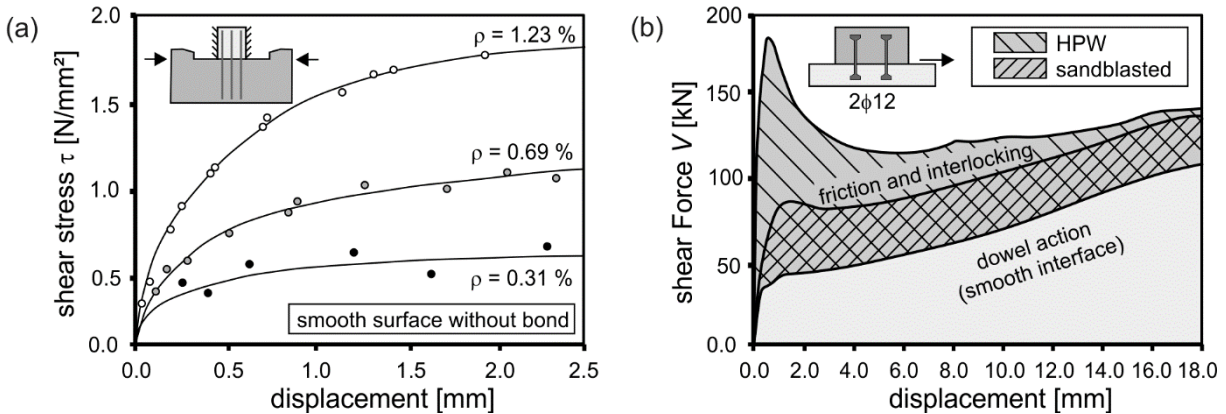 (a)
shear stress τ [N/mm²]
2.0
1.5
1.0
0.5
0.0
ρ = 1.23 %
ρ = 0.69 %
ρ = 0.31 %
smooth surface without bond
0.0 0.5 1.0 1.5 2.0 2.5
displacement [mm]
(b)
shear Force V [kN]
200
150
100
50
0.0
2ϕ12
HPW
sandblasted
friction and interlocking
dowel action
(smooth interface)
0.0 2.0 4.0 6.0 8.0 10.0 12.0 14.0 16.0 18.0
displacement [mm]